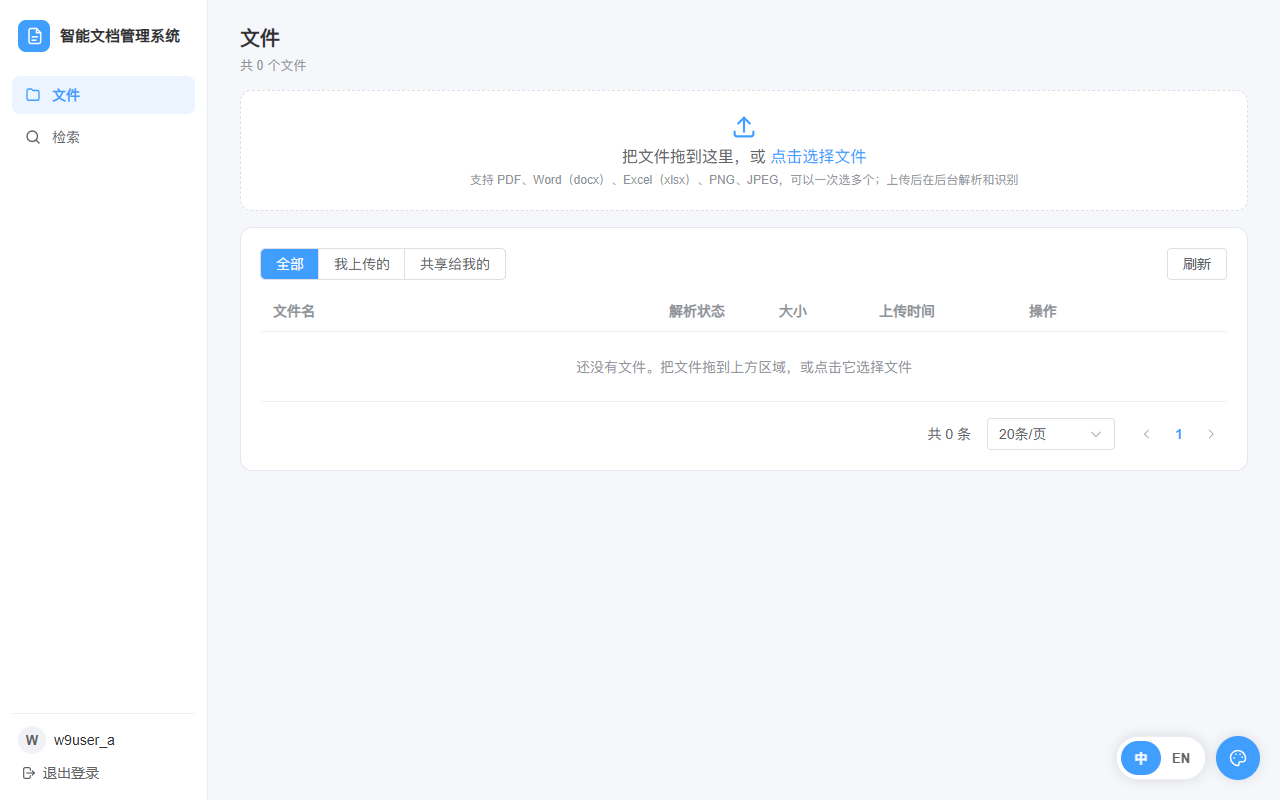 智能文档管理系统
文件
检索
文件
共 0 个文件
把文件拖到这里，或 点击选择文件
支持 PDF、Word（docx）、Excel（xlsx）、PNG、JPEG，可以一次选多个；上传后在后台解析和识别
全部 我上传的 共享给我的 刷新
文件名 解析状态 大小 上传时间 操作
还没有文件。把文件拖到上方区域，或点击它选择文件
共 0 条 20条/页 1
W w9user_a
退出登录
中 EN